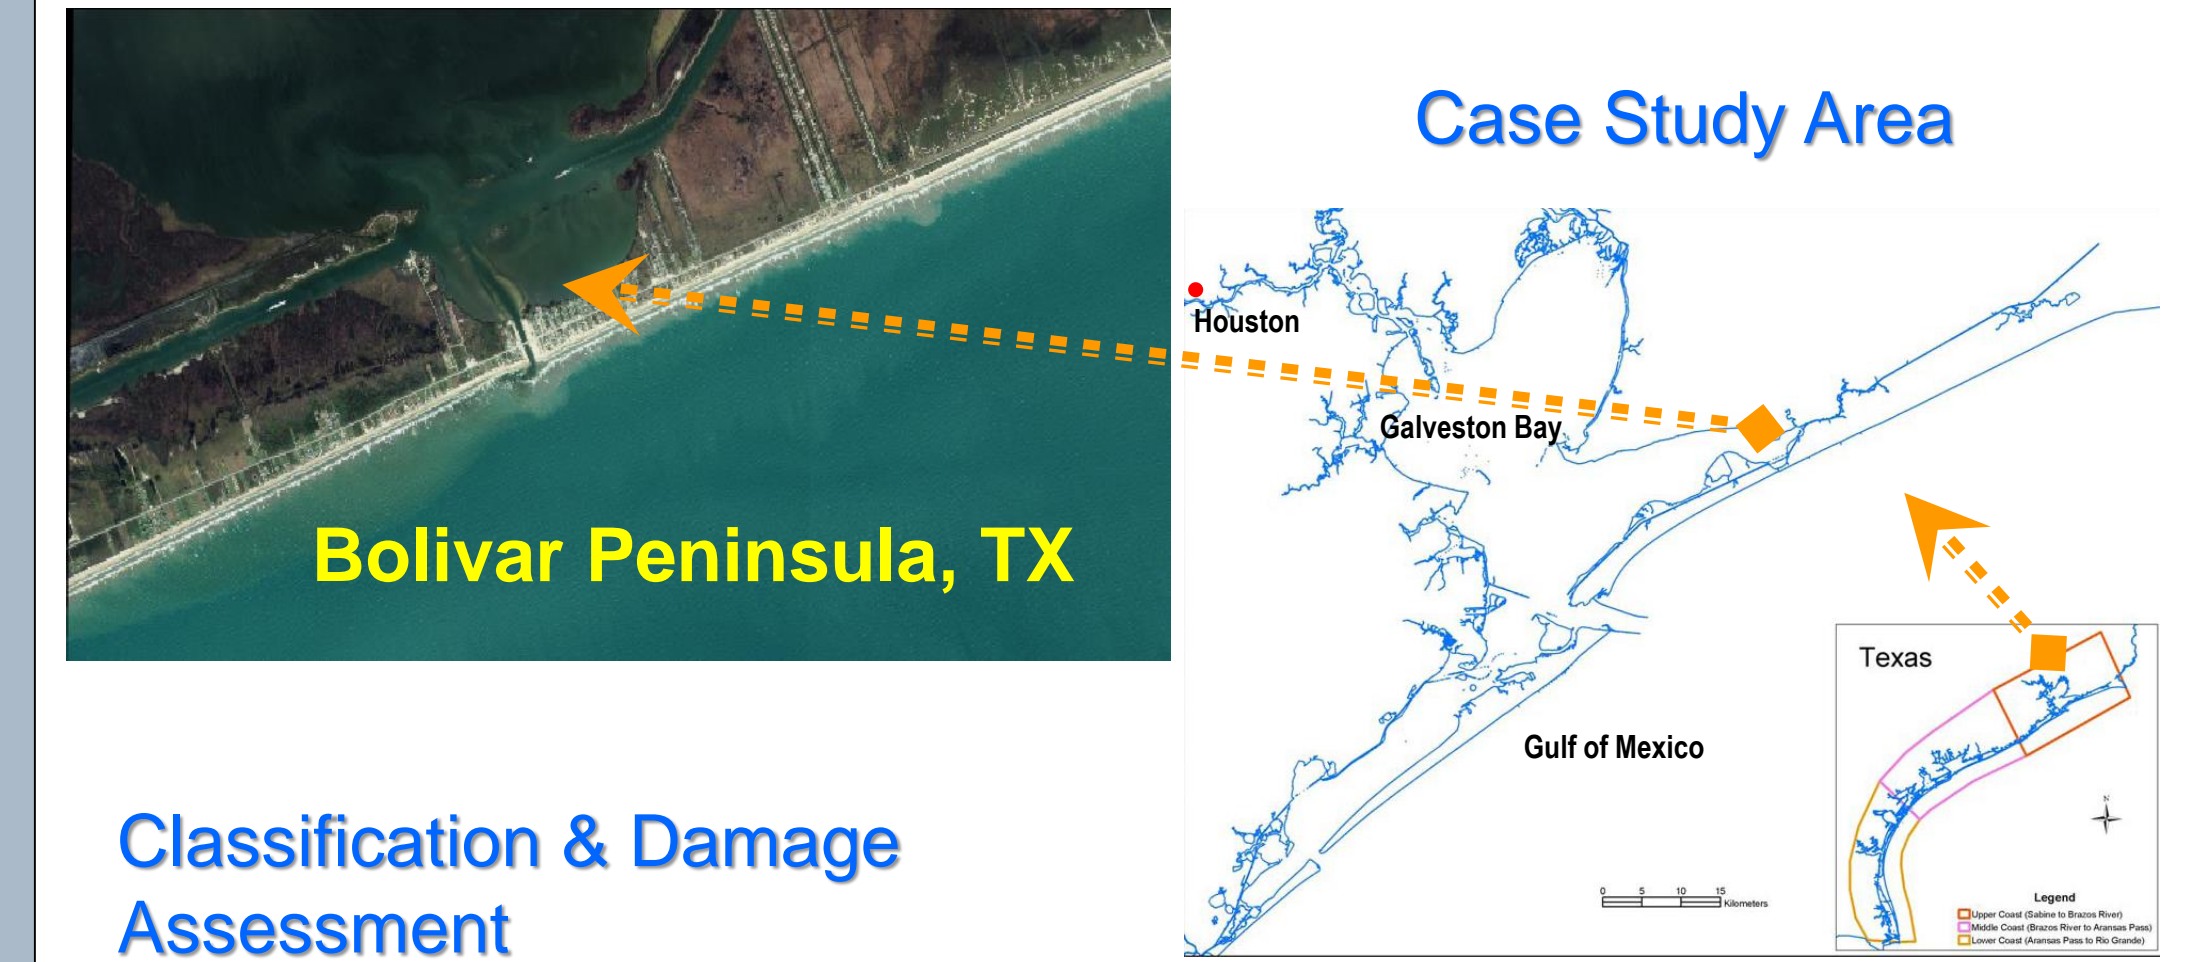 Case Study Area
Bolivar Peninsula, TX
Houston
Galveston Bay
Gulf of Mexico
0 5 10 15
Kilometers
Texas
N
Legend
Upper Coast (Sabine to Brazos River)
Middle Coast (Brazos River to Aransas Pass)
Lower Coast (Aransas Pass to Rio Grande)
Classification & Damage
Assessment